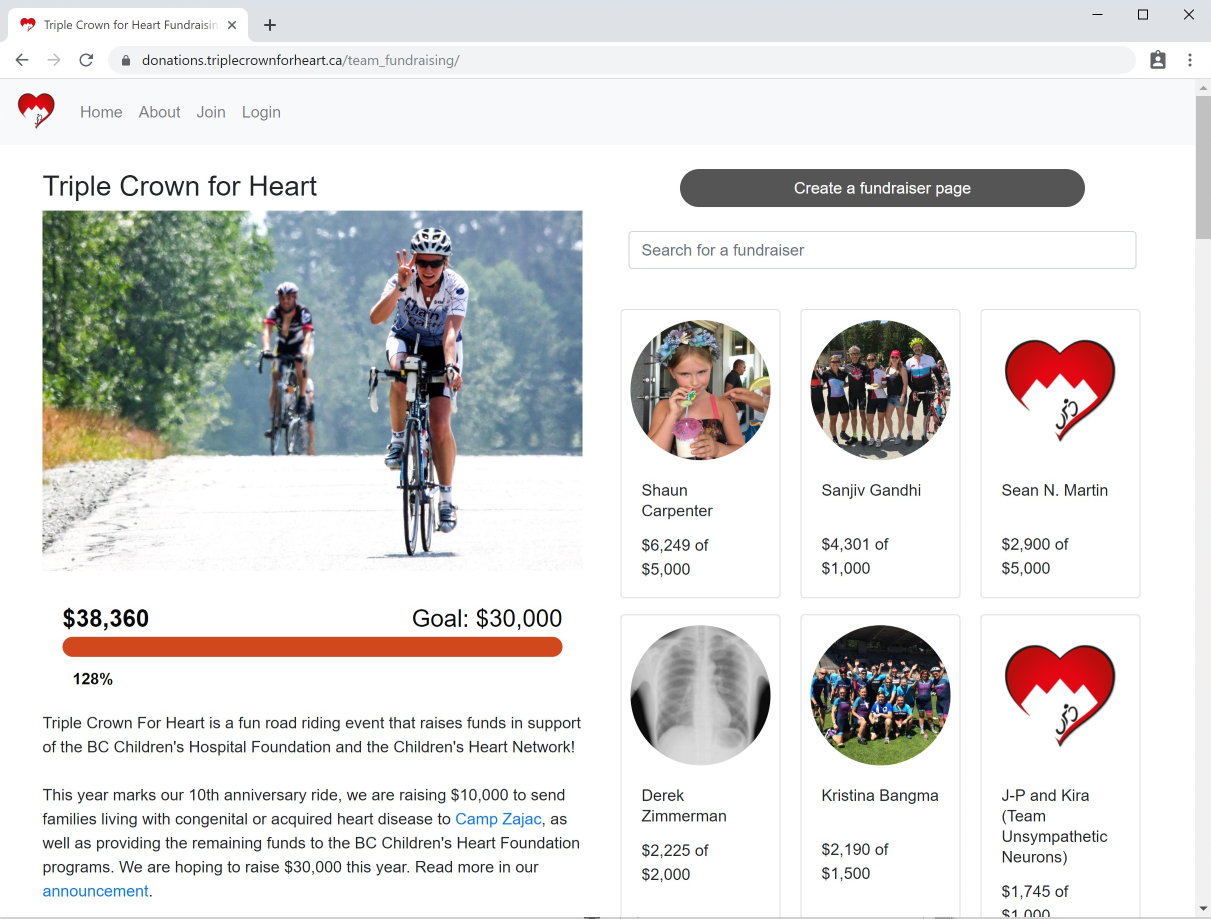 Triple Crown for Heart Fundraisin
donations.triplecrownforheart.ca/team_fundraising/
Home About Join Login
Triple Crown for Heart
$38,360 Goal: $30,000
128%
Triple Crown For Heart is a fun road riding event that raises funds in support
of the BC Children's Hospital Foundation and the Children's Heart Network!
This year marks our 10th anniversary ride, we are raising $10,000 to send
families living with congenital or acquired heart disease to Camp Zajac, as
well as providing the remaining funds to the BC Children's Heart Foundation
programs. We are hoping to raise $30,000 this year. Read more in our
announcement.
Create a fundraiser page
Search for a fundraiser
Shaun
Carpenter
$6,249 of
$5,000
Sanjiv Gandhi
$4,301 of
$1,000
Sean N. Martin
$2,900 of
$5,000
Derek
Zimmerman
$2,225 of
$2,000
Kristina Bangma
$2,190 of
$1,500
J-P and Kira
(Team
Unsympathetic
Neurons)
$1,745 of
$1,000